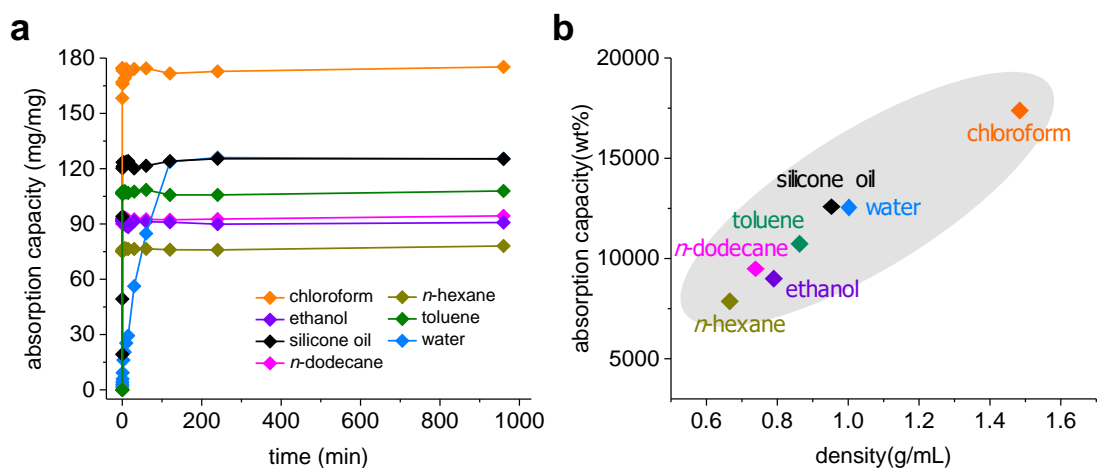 a
absorption capacity (mg/mg)
180
150
120
90
60
30
0
chloroform
ethanol
silicone oil
n-dodecane
n-hexane
toluene
water
0
200
400
600
800
1000
time (min)
b
absorption capacity(wt%)
20000
15000
10000
5000
chloroform
silicone oil
water
toluene
n-dodecane
ethanol
n-hexane
0.6
0.8
1.0
1.2
1.4
1.6
density(g/mL)